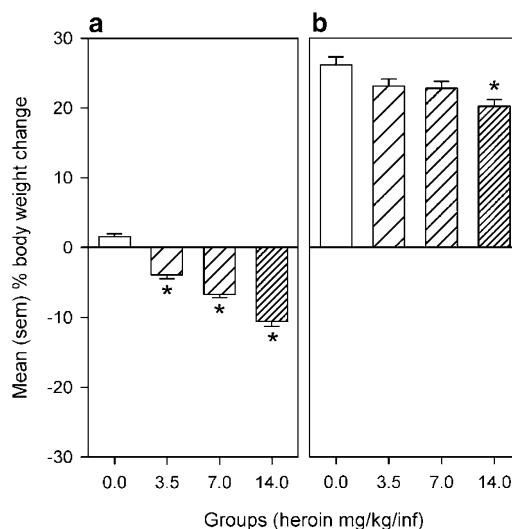 a
b
30
20
10
0
-10
-20
-30
Mean (sem) % body weight change
*
*
*
*
0.0 3.5 7.0 14.0
0.0 3.5 7.0 14.0
Groups (heroin mg/kg/inf)